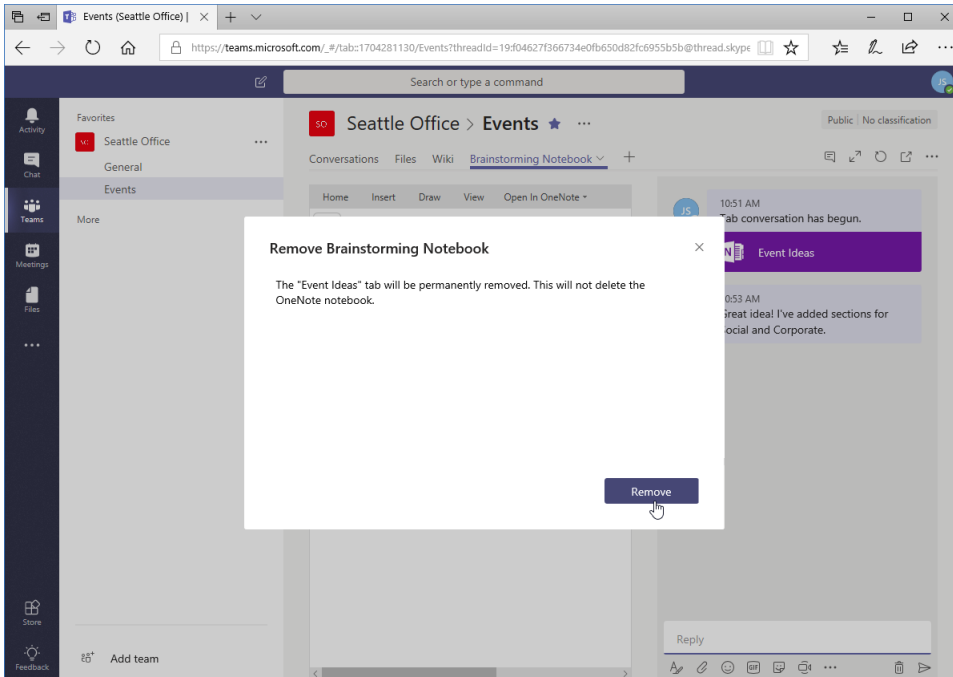 Events (Seattle Office) |
https://teams.microsoft.com/_#/tab::1704281130/Events?threadId=19:f04627f366734e0fb650d82fc6955b5b@thread.skype
Search or type a command
JS
Activity
Chat
Teams
Meetings
Files
Store
Feedback
Favorites
Seattle Office
General
Events
More
Add team
SO
Seattle Office > Events
Public | No classification
Conversations Files Wiki Brainstorming Notebook
Home Insert Draw View Open In OneNote
JS
10:51 AM
Tab conversation has begun.
Event Ideas
0:53 AM
Great idea! I've added sections for
ocial and Corporate.
Remove Brainstorming Notebook
The "Event Ideas" tab will be permanently removed. This will not delete the
OneNote notebook.
Remove
Reply
GIF